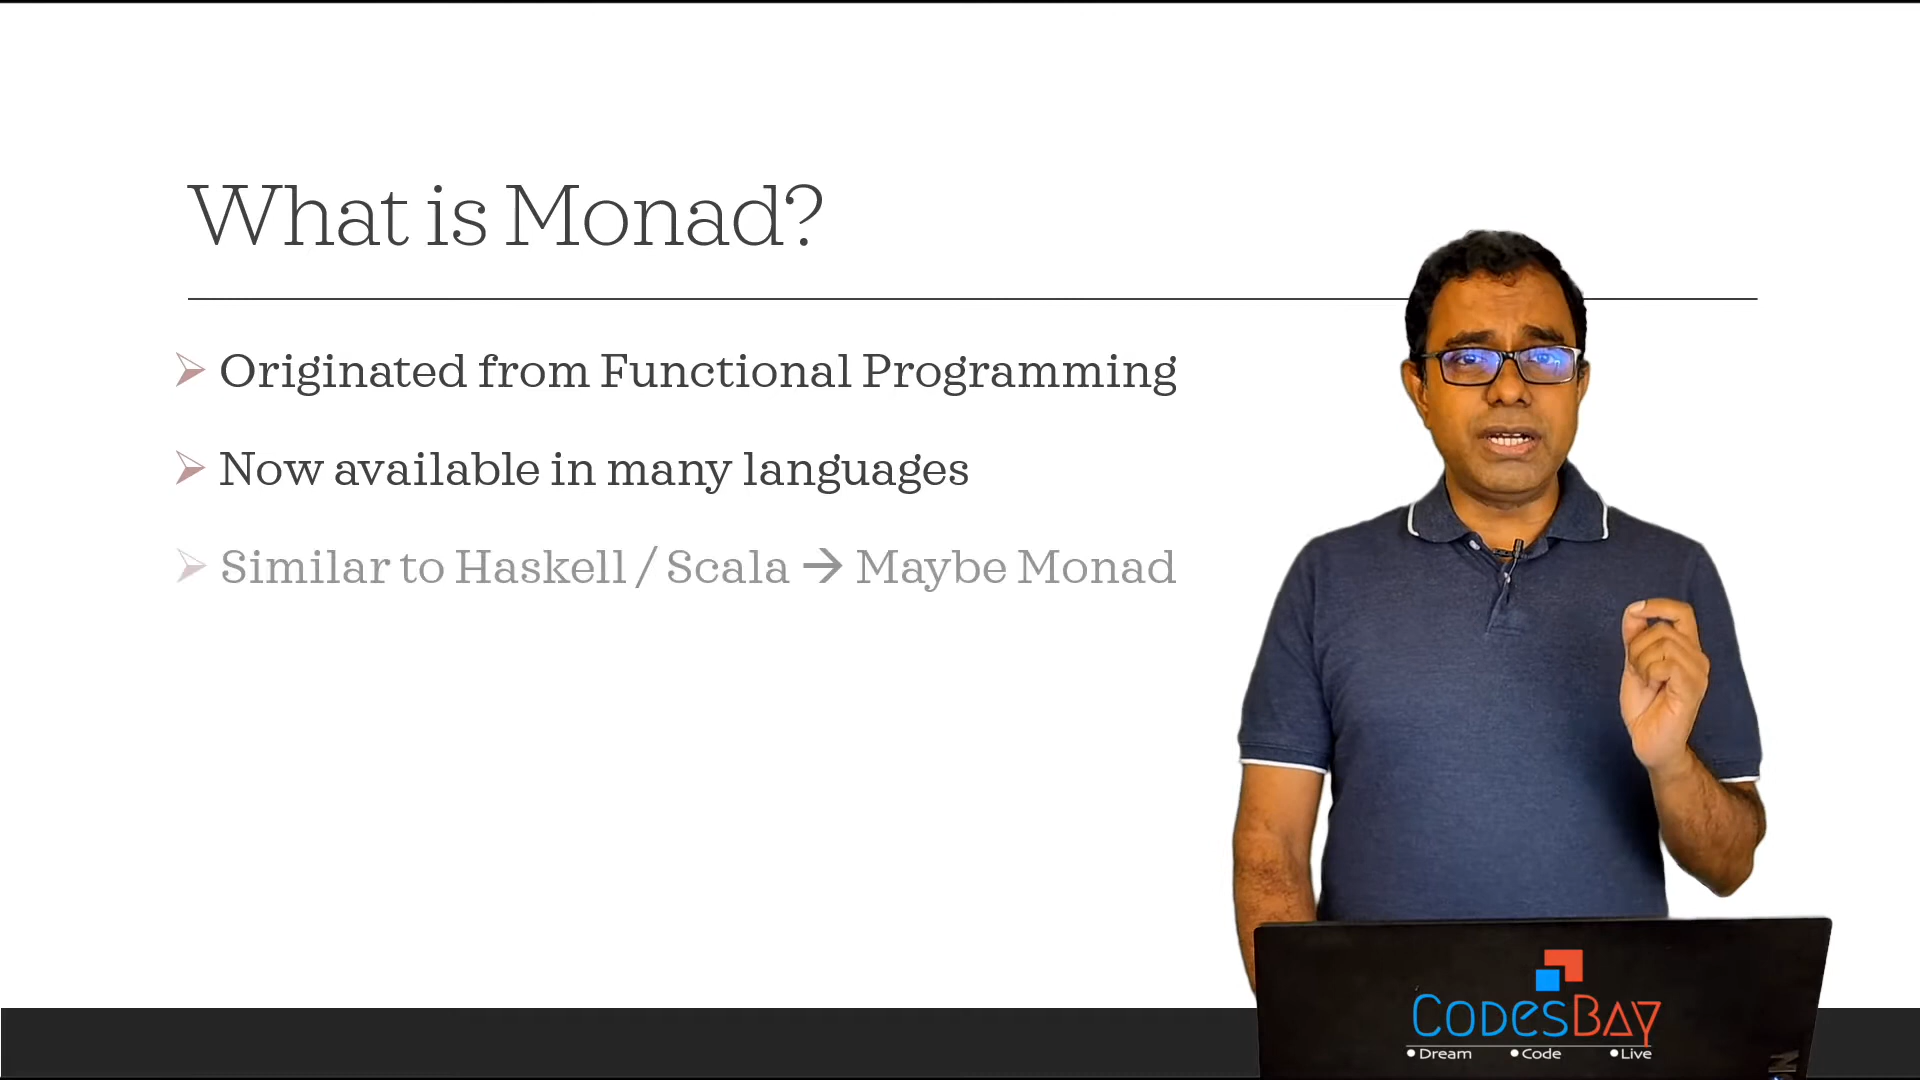 What is Monad?
Originated from Functional Programming
Now available in many languages
Similar to Haskell / Scala → Maybe Monad
CODESBAY
• Dream • Code • Live